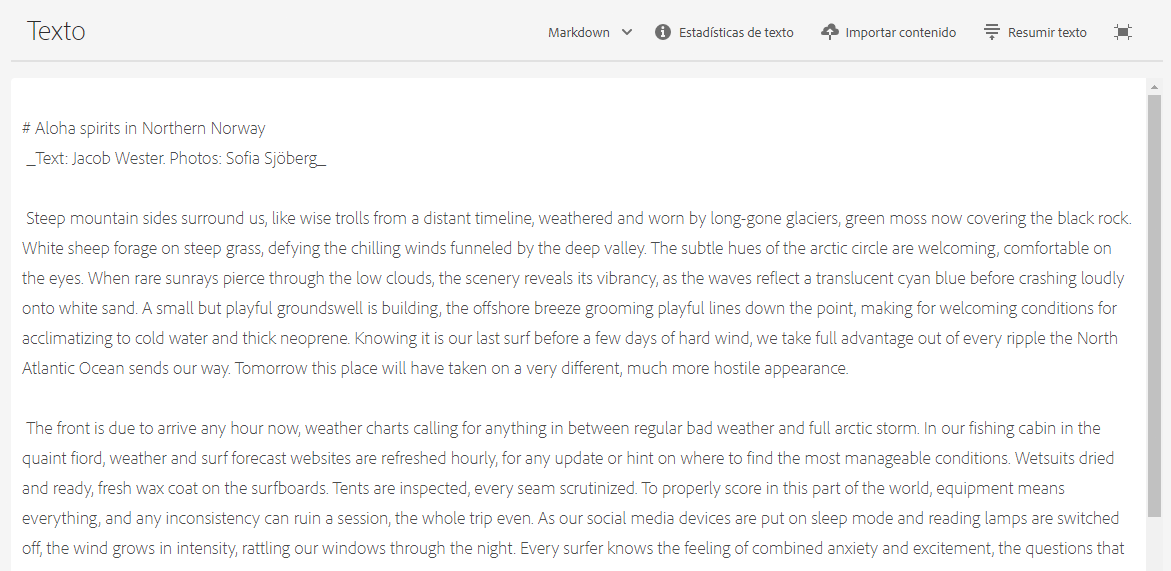 Texto
Markdown
Estadísticas de texto
Importar contenido
Resumir texto
# Aloha spirits in Northern Norway
_Text: Jacob Wester. Photos: Sofia Sjöberg_
Steep mountain sides surround us, like wise trolls from a distant timeline, weathered and worn by long-gone glaciers, green moss now covering the black rock.
White sheep forage on steep grass, defying the chilling winds funneled by the deep valley. The subtle hues of the arctic circle are welcoming, comfortable on
the eyes. When rare sunrays pierce through the low clouds, the scenery reveals its vibrancy, as the waves reflect a translucent cyan blue before crashing loudly
onto white sand. A small but playful groundswell is building, the offshore breeze grooming playful lines down the point, making for welcoming conditions for
acclimatizing to cold water and thick neoprene. Knowing it is our last surf before a few days of hard wind, we take full advantage out of every ripple the North
Atlantic Ocean sends our way. Tomorrow this place will have taken on a very different, much more hostile appearance.
The front is due to arrive any hour now, weather charts calling for anything in between regular bad weather and full arctic storm. In our fishing cabin in the
quaint fiord, weather and surf forecast websites are refreshed hourly, for any update or hint on where to find the most manageable conditions. Wetsuits dried
and ready, fresh wax coat on the surfboards. Tents are inspected, every seam scrutinized. To properly score in this part of the world, equipment means
everything, and any inconsistency can ruin a session, the whole trip even. As our social media devices are put on sleep mode and reading lamps are switched
off, the wind grows in intensity, rattling our windows through the night. Every surfer knows the feeling of combined anxiety and excitement, the questions that